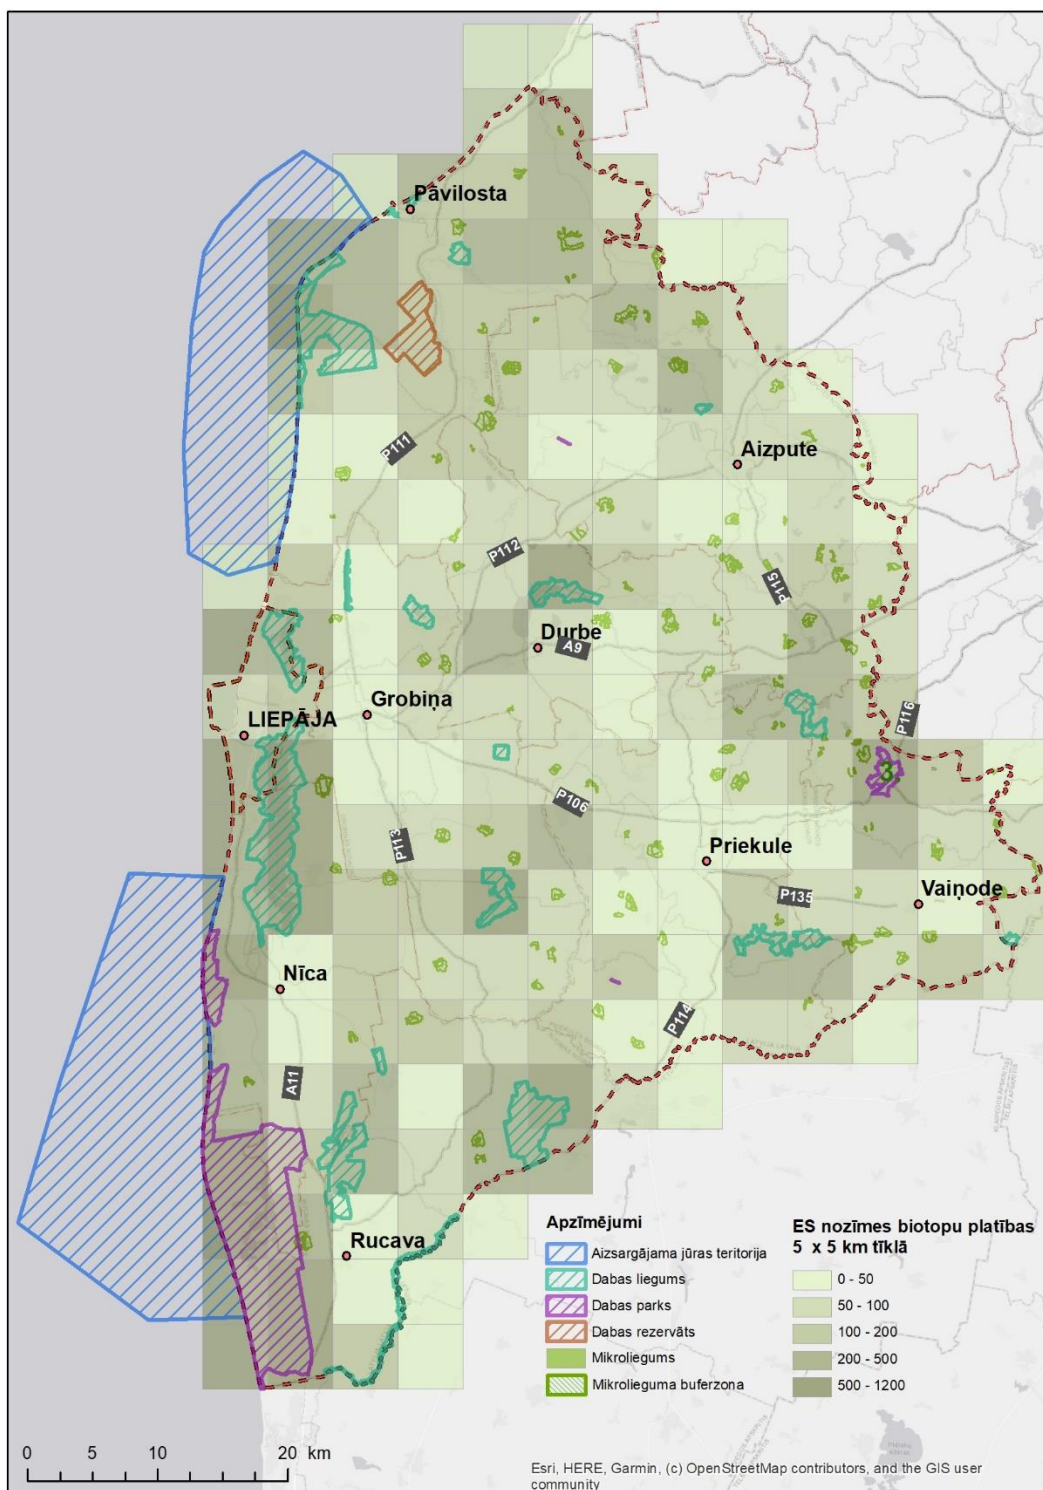 Pāvilosta
P111
Aizpute
P112
P115
Durbe
A9
Grobiņa
LIEPĀJA
P116
3
P106
P113
Priekule
Vaiņode
P135
Nīca
P114
A11
Rucava
Apzīmējumi
Aizsargājama jūras teritorija
Dabas liegums
Dabas parks
Dabas rezervāts
Mikroliegums
Mikrolieguma buferzona
ES nozīmes biotopu platības
5 x 5 km tīklā
0 - 50
50 - 100
100 - 200
200 - 500
500 - 1200
0 5 10 20 km
Esri, HERE, Garmin, (c) OpenStreetMap contributors, and the GIS user
community